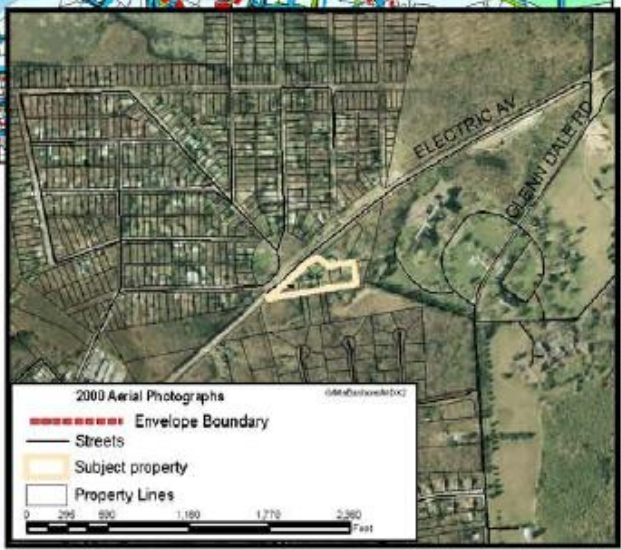 ELECTRIC AV
GLENN DALE RD
2000 Aerial Photographs
Envelope Boundary
Streets
Subject property
Property Lines
0 295 590 1,180 1,770 2,360
Feet